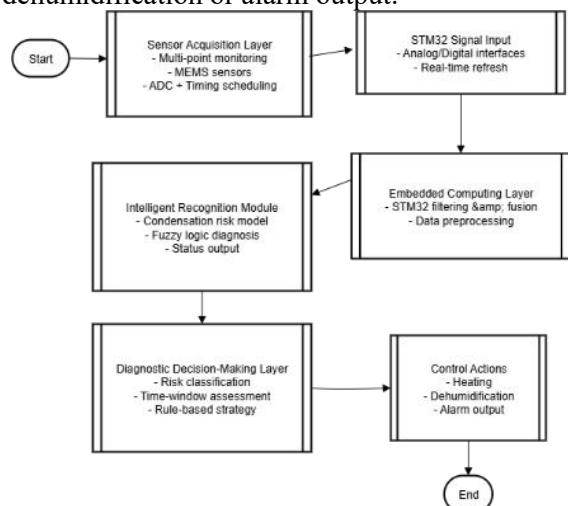 dehumidification or alarm output.
Start
Sensor Acquisition Layer
- Multi-point monitoring
- MEMS sensors
- ADC + Timing scheduling
STM32 Signal Input
- Analog/Digital interfaces
- Real-time refresh
Embedded Computing Layer
- STM32 filtering &amp; fusion
- Data preprocessing
Intelligent Recognition Module
- Condensation risk model
- Fuzzy logic diagnosis
- Status output
Diagnostic Decision-Making Layer
- Risk classification
- Time-window assessment
- Rule-based strategy
Control Actions
- Heating
- Dehumidification
- Alarm output
End